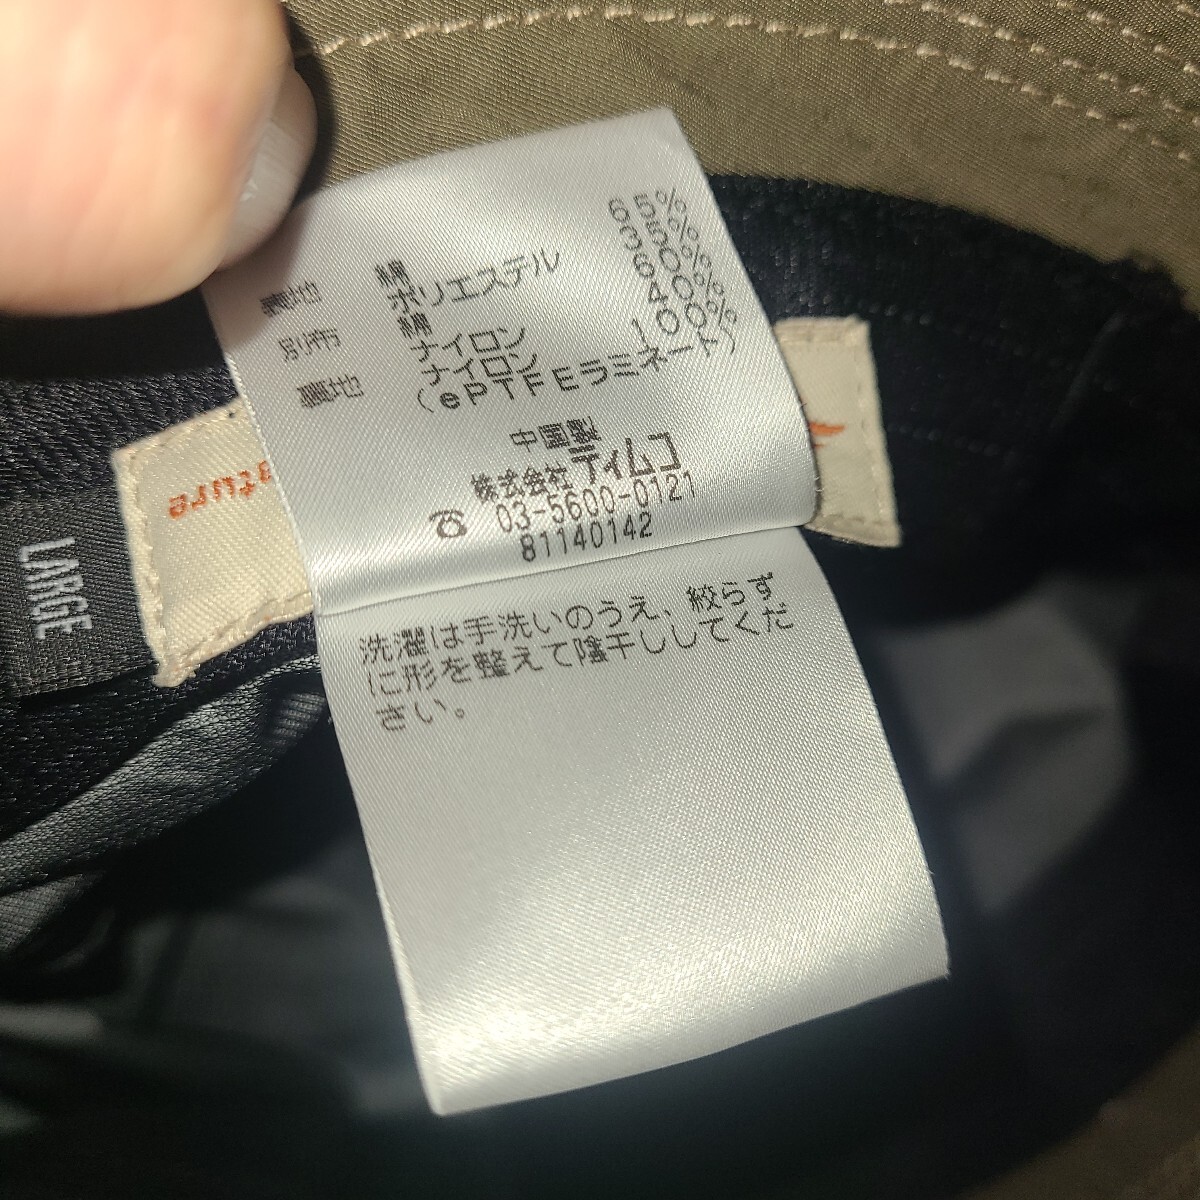 表地 綿 65%
ポリエステル 35%
別布 綿 60%
ナイロン 40%
裏地 ナイロン 100%
(ePTFEラミネート)
中国製
株式会社ティムコ
☎ 03-5600-0121
81140142
洗濯は手洗いのうえ、絞らず
に形を整えて陰干ししてくだ
さい。
LARGE
ature